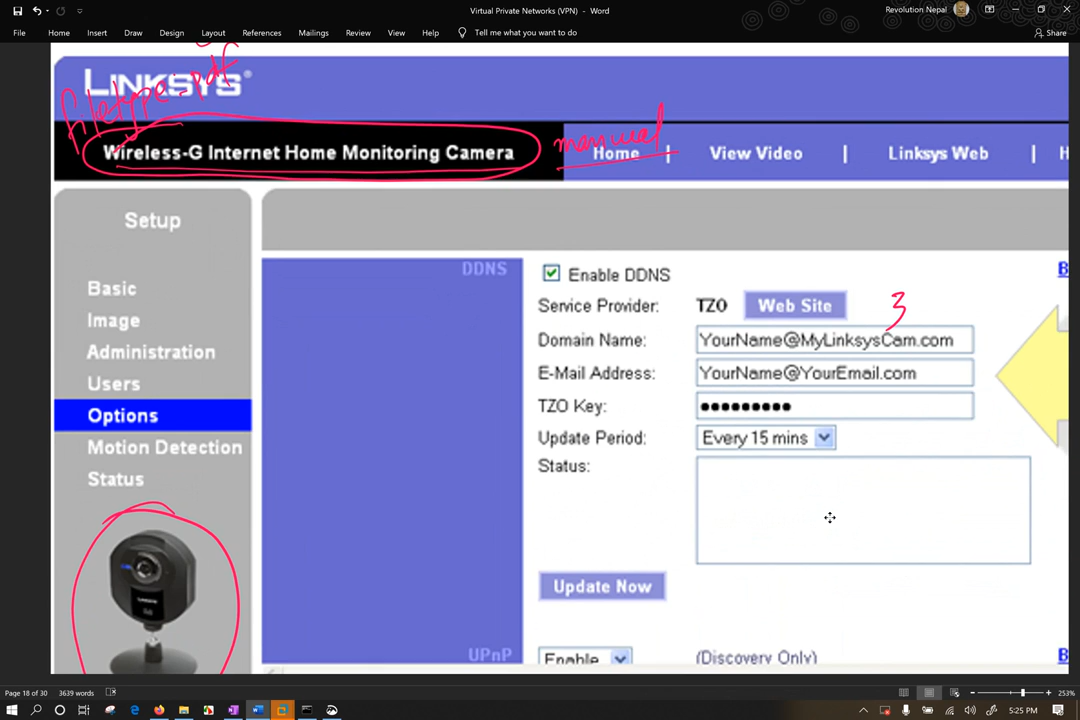 Virtual Private Networks (VPN) - Word
Revolution Nepal
File Home Insert Draw Design Layout References Mailings Review View Help Tell me what you want to do Share
LINKSYS®
filetype:pdf
Wireless-G Internet Home Monitoring Camera
manual
Home | View Video | Linksys Web | H
Setup
Basic
Image
Administration
Users
Options
Motion Detection
Status
LINKSYS
DDNS
Enable DDNS
B
Service Provider: TZO Web Site
3
Domain Name: YourName@MyLinksysCam.com
E-Mail Address: YourName@YourEmail.com
TZO Key: •••••••••
Update Period: Every 15 mins
Status:
Update Now
UPnP
Enable (Discovery Only)
B
Page 18 of 30 3639 words
253%
5:25 PM